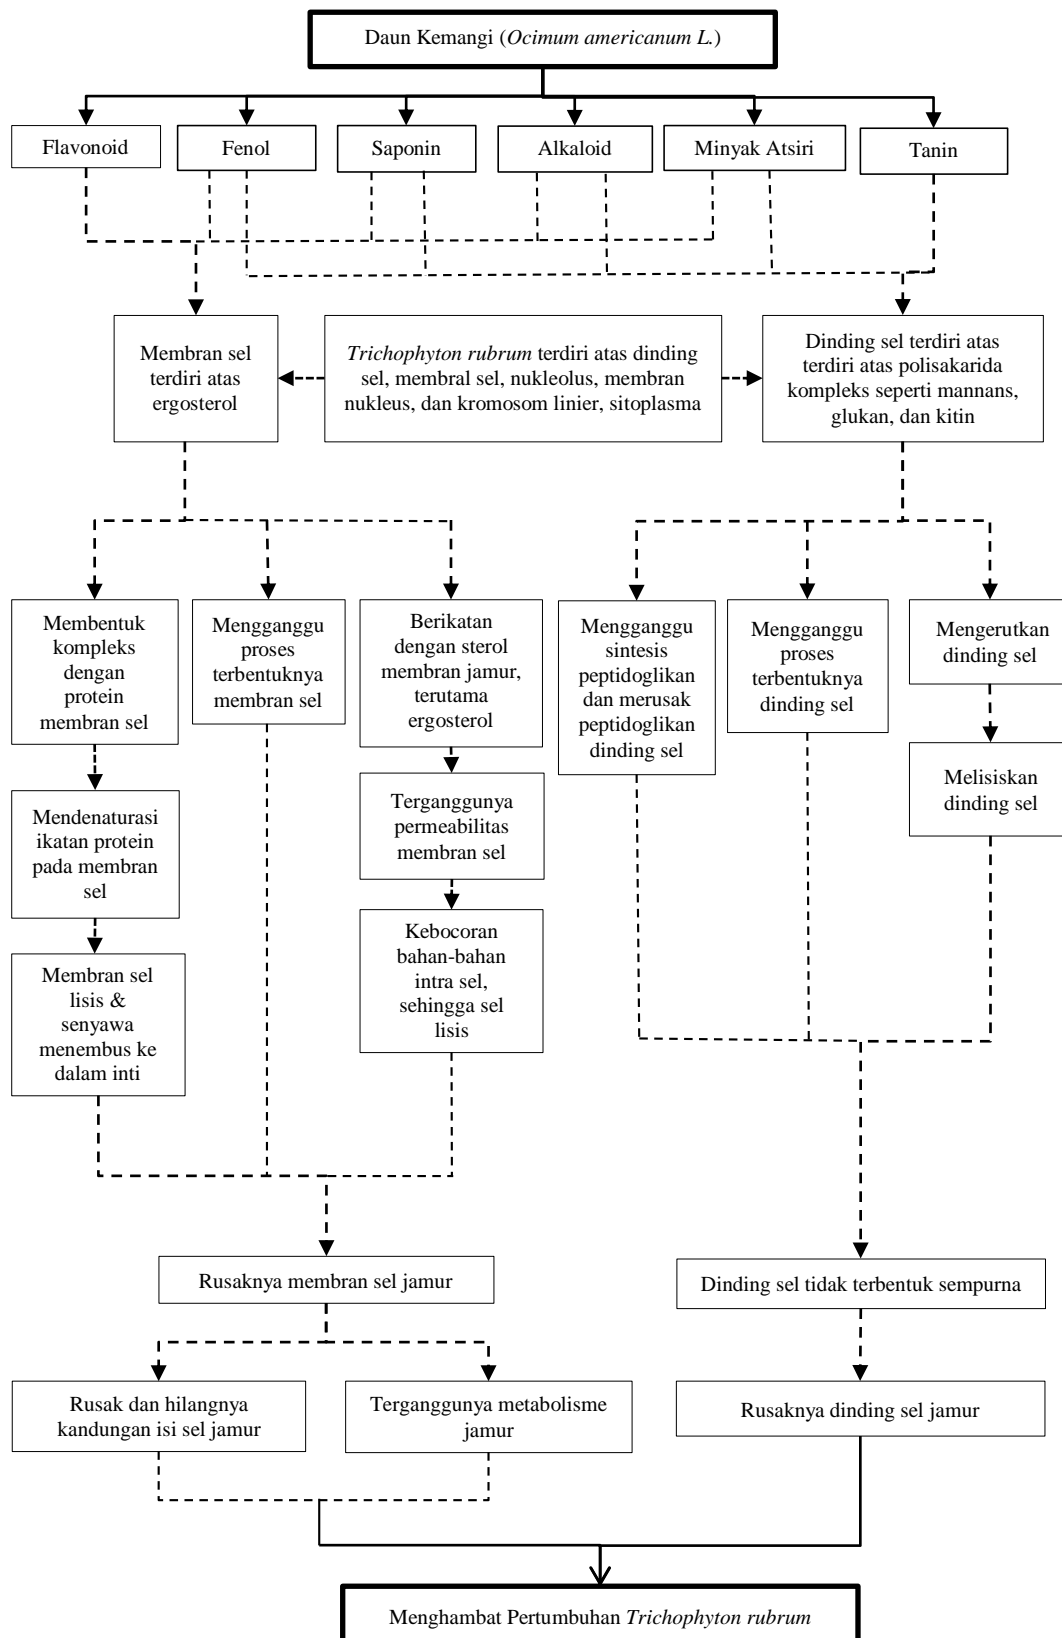 Daun Kemangi (Ocimum americanum L.)
Flavonoid
Fenol
Saponin
Alkaloid
Minyak Atsiri
Tanin
Membran sel
terdiri atas
ergosterol
Trichophyton rubrum terdiri atas dinding
sel, membral sel, nukleolus, membran
nukleus, dan kromosom linier, sitoplasma
Dinding sel terdiri atas
terdiri atas polisakarida
kompleks seperti mannans,
glukan, dan kitin
Membentuk
kompleks
dengan
protein
membran sel
Mengganggu
proses
terbentuknya
membran sel
Berikatan
dengan sterol
membran jamur,
terutama
ergosterol
Mengganggu
sintesis
peptidoglikan
dan merusak
peptidoglikan
dinding sel
Mengganggu
proses
terbentuknya
dinding sel
Mengerutkan
dinding sel
Mendenaturasi
ikatan protein
pada membran
sel
Terganggunya
permeabilitas
membran sel
Melisiskan
dinding sel
Membran sel
lisis &
senyawa
menembus ke
dalam inti
Kebocoran
bahan-bahan
intra sel,
sehingga sel
lisis
Rusaknya membran sel jamur
Dinding sel tidak terbentuk sempurna
Rusak dan hilangnya
kandungan isi sel jamur
Terganggunya metabolisme
jamur
Rusaknya dinding sel jamur
Menghambat Pertumbuhan Trichophyton rubrum